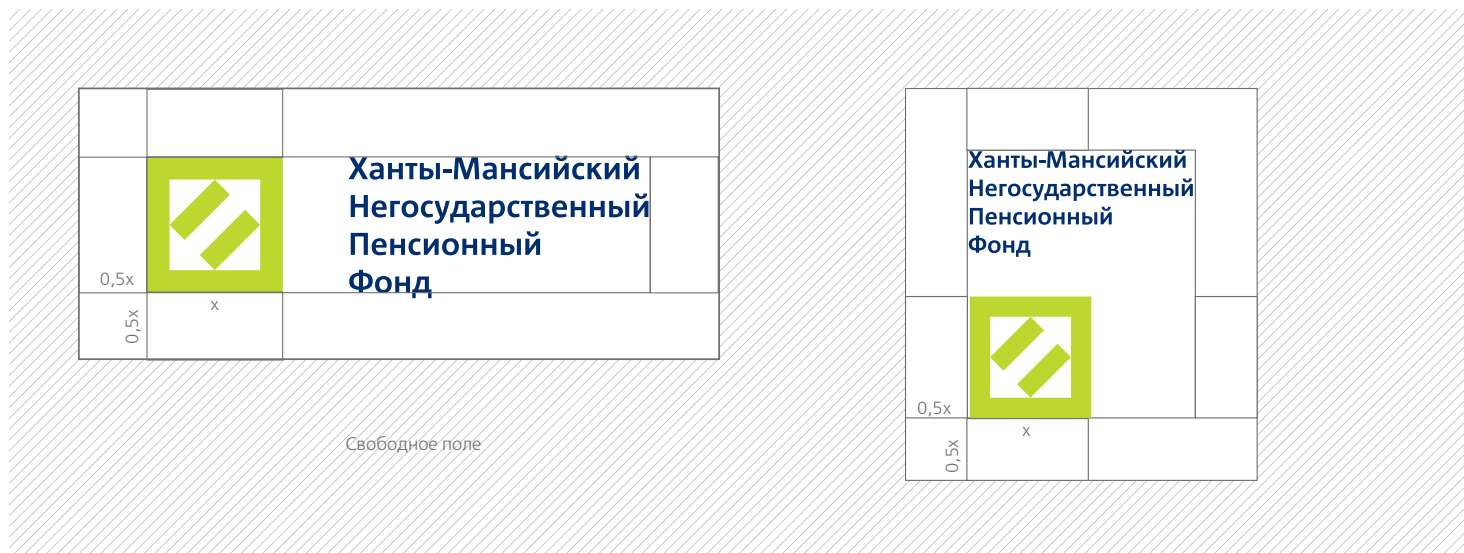 Ханты-Мансийский
Негосударственный
Пенсионный
Фонд
0,5x
x
0,5x
Свободное поле
Ханты-Мансийский
Негосударственный
Пенсионный
Фонд
0,5x
x
0,5x